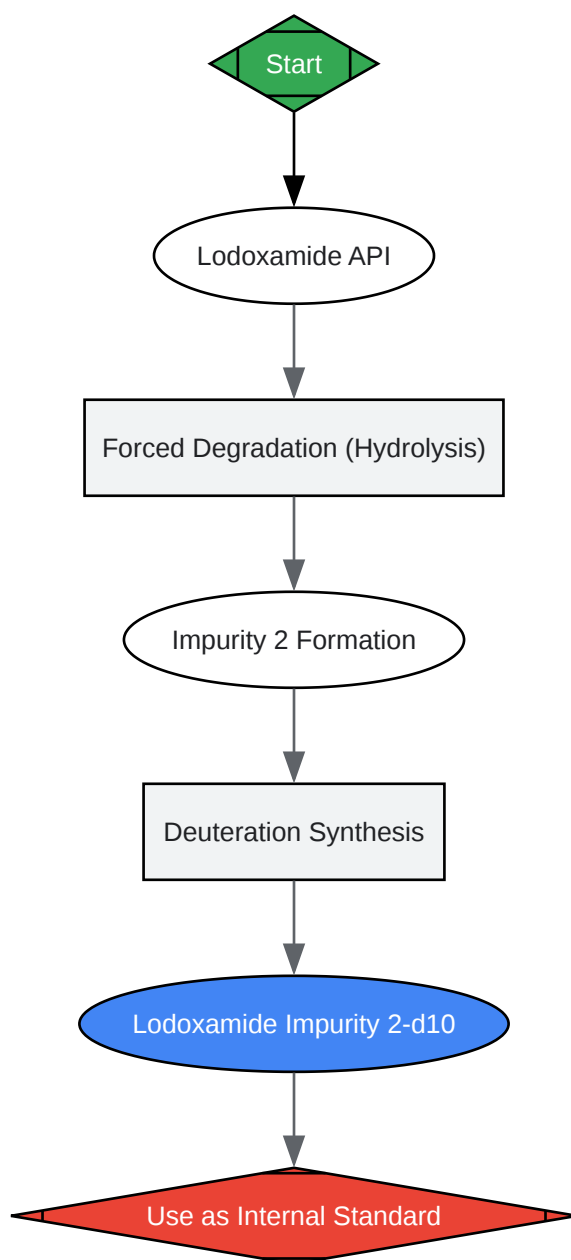 Start
Lodoxamide API
Forced Degradation (Hydrolysis)
Impurity 2 Formation
Deuteration Synthesis
Lodoxamide Impurity 2-d10
Use as Internal Standard